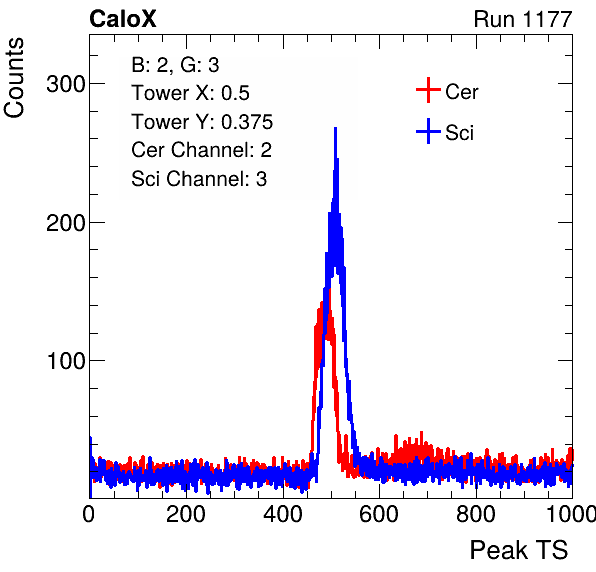 CaloX
Run 1177
Counts
B: 2, G: 3
Tower X: 0.5
Tower Y: 0.375
Cer Channel: 2
Sci Channel: 3
Cer
Sci
300
200
100
0 200 400 600 800 1000
Peak TS